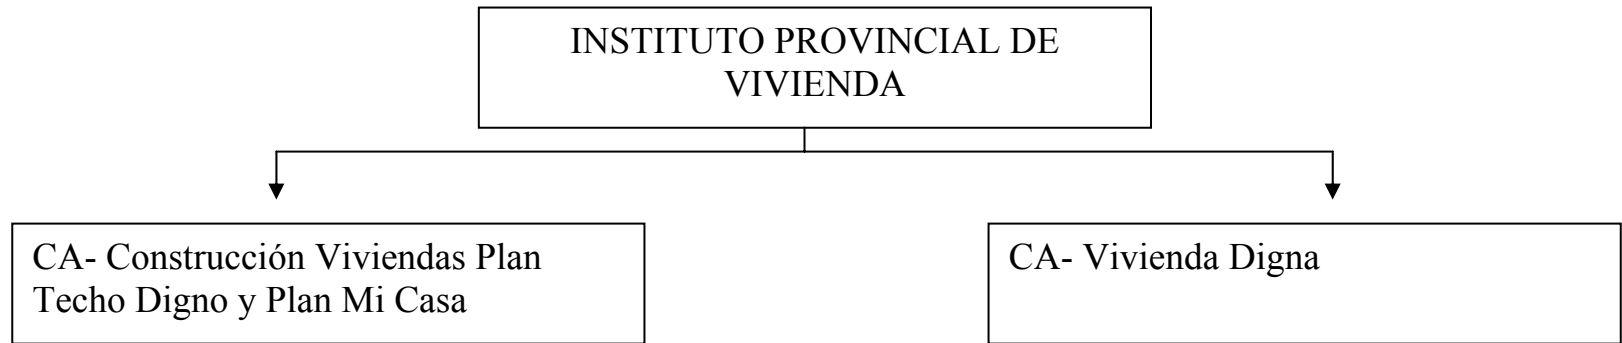 INSTITUTO PROVINCIAL DE
VIVIENDA
CA- Construcción Viviendas Plan
Techo Digno y Plan Mi Casa
CA- Vivienda Digna